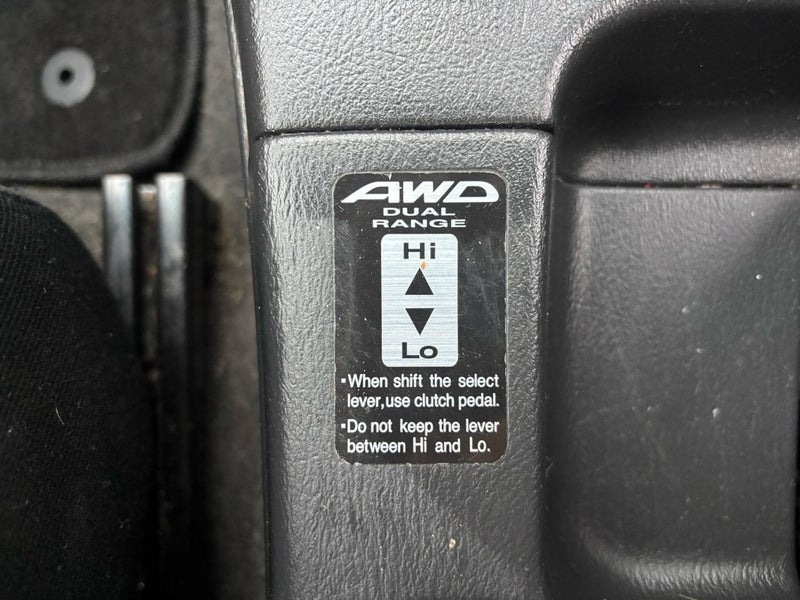 AWD
DUAL
RANGE
Hi
Lo
•When shift the select
lever,use clutch pedal.
•Do not keep the lever
between Hi and Lo.